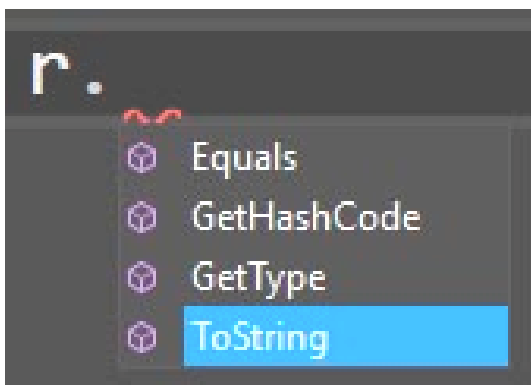 r.
Equals
GetHashCode
GetType
ToString